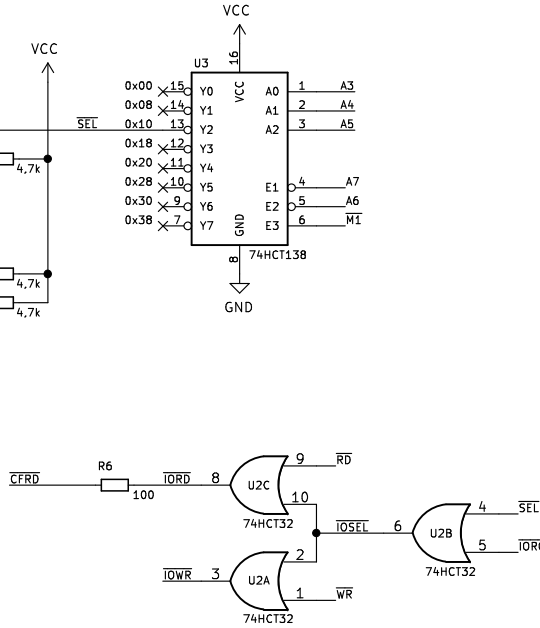 VCC
VCC
U3
16
VCC
0x00 15 Y0 A0 1 A3
0x08 14 Y1 A1 2 A4
SEL 0x10 13 Y2 A2 3 A5
0x18 12 Y3
4,7k
0x20 11 Y4
0x28 10 Y5 E1 4 A7
0x30 9 Y6 E2 5 A6
0x38 7 Y7 E3 6 M1
GND
8
74HCT138
4,7k
4,7k
GND
R6
9 RD
CFRD IORD 8 U2C
100
10
74HCT32
4 SEL
IOSEL 6 U2B
5
2
74HCT32
IOWR 3 U2A
1 WR
74HCT32